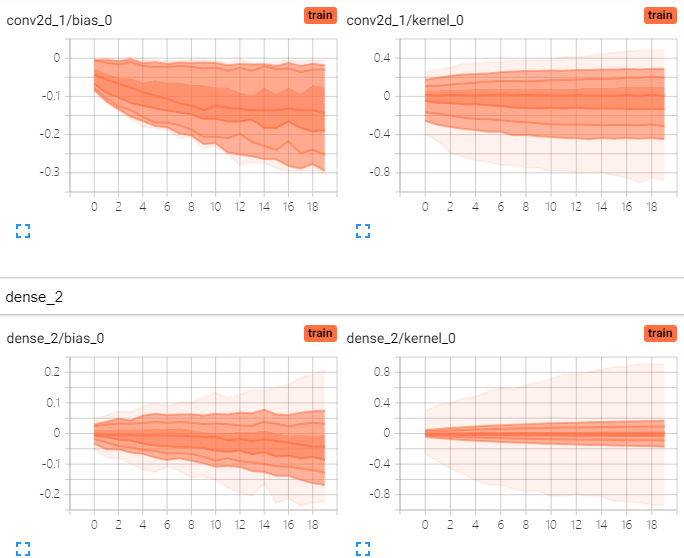 conv2d_1/bias_0 train
0
-0.1
-0.2
-0.3
0 2 4 6 8 10 12 14 16 18
conv2d_1/kernel_0 train
0.4
0
-0.4
-0.8
0 2 4 6 8 10 12 14 16 18
dense_2
dense_2/bias_0 train
0.2
0.1
0
-0.1
-0.2
0 2 4 6 8 10 12 14 16 18
dense_2/kernel_0 train
0.8
0.4
0
-0.4
-0.8
0 2 4 6 8 10 12 14 16 18